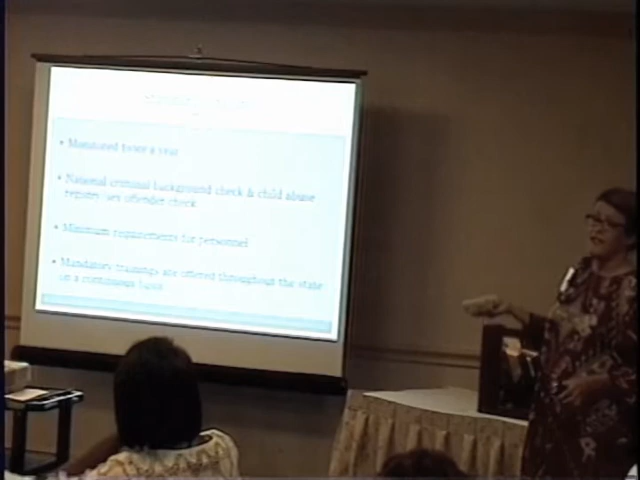 • Monitored twice a year
• National criminal background check & child abuse
register/sex offender check
• Minimum requirements for personnel
• Mandatory trainings are offered throughout the state
on a continuous basis